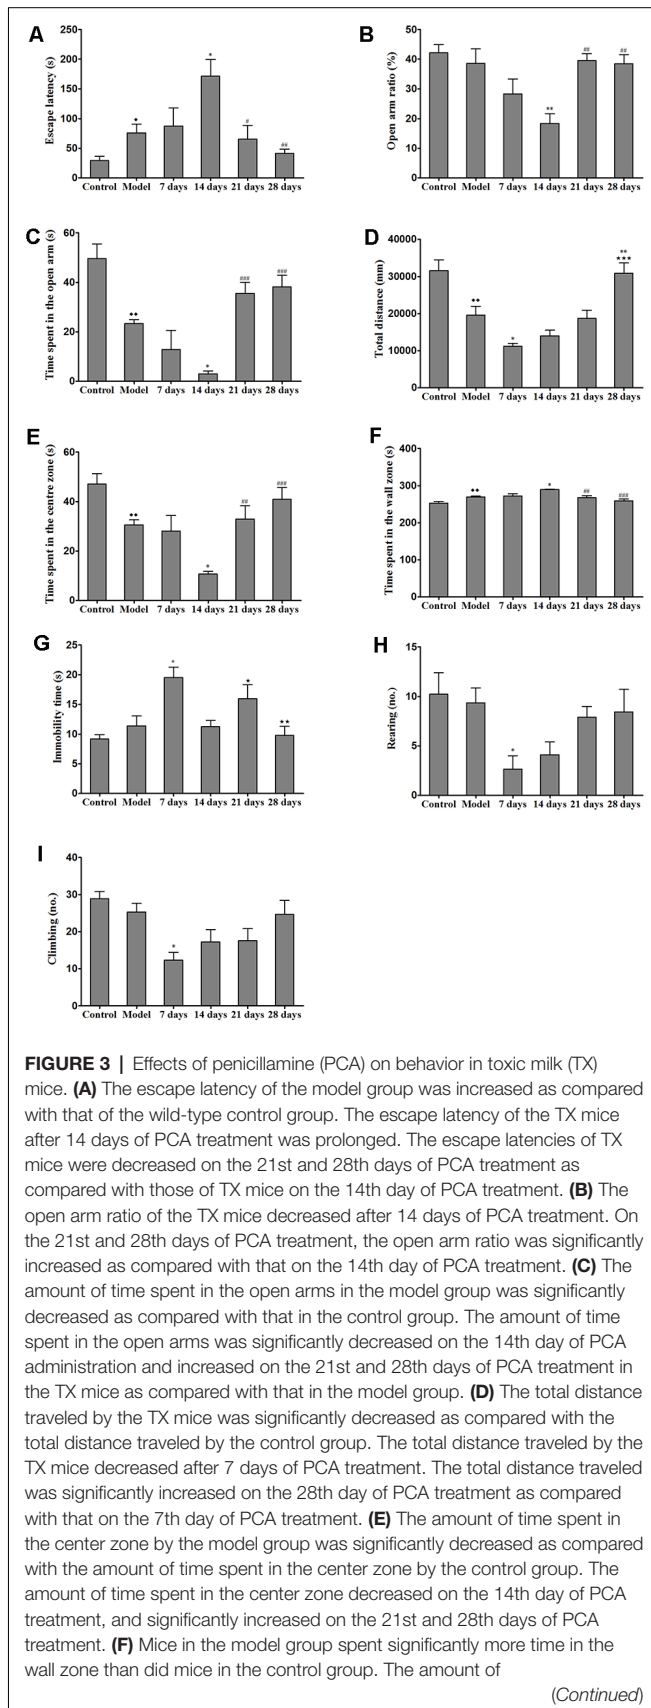 A
Escape latency (s)
250
200
150
100
50
0
*
*
#
##
Control Model 7 days 14 days 21 days 28 days
B
Open arm ratio (%)
50
40
30
20
10
0
**
##
##
Control Model 7 days 14 days 21 days 28 days
C
Time spent in the open arm (s)
60
40
20
0
*
###
###
Control Model 7 days 14 days 21 days 28 days
D
Total distance (mm)
40000
30000
20000
10000
0
*
**
★★★
Control Model 7 days 14 days 21 days 28 days
E
Time spent in the centre zone (s)
60
40
20
0
*
##
###
Control Model 7 days 14 days 21 days 28 days
F
Time spent in the wall zone (s)
400
300
200
100
0
*
##
###
Control Model 7 days 14 days 21 days 28 days
G
Immobility time (s)
25
20
15
10
5
0
*
★
★★
Control Model 7 days 14 days 21 days 28 days
H
Rearing (no.)
15
10
5
0
*
Control Model 7 days 14 days 21 days 28 days
I
Climbing (no.)
40
30
20
10
0
*
Control Model 7 days 14 days 21 days 28 days
FIGURE 3 | Effects of penicillamine (PCA) on behavior in toxic milk (TX)
mice. (A) The escape latency of the model group was increased as compared
with that of the wild-type control group. The escape latency of the TX mice
after 14 days of PCA treatment was prolonged. The escape latencies of TX
mice were decreased on the 21st and 28th days of PCA treatment as
compared with those of TX mice on the 14th day of PCA treatment. (B) The
open arm ratio of the TX mice decreased after 14 days of PCA treatment. On
the 21st and 28th days of PCA treatment, the open arm ratio was significantly
increased as compared with that on the 14th day of PCA treatment. (C) The
amount of time spent in the open arms in the model group was significantly
decreased as compared with that in the control group. The amount of time
spent in the open arms was significantly decreased on the 14th day of PCA
administration and increased on the 21st and 28th days of PCA treatment in
the TX mice as compared with that in the model group. (D) The total distance
traveled by the TX mice was significantly decreased as compared with the
total distance traveled by the control group. The total distance traveled by the
TX mice decreased after 7 days of PCA treatment. The total distance traveled
was significantly increased on the 28th day of PCA treatment as compared
with that on the 7th day of PCA treatment. (E) The amount of time spent in
the center zone by the model group was significantly decreased as compared
with the amount of time spent in the center zone by the control group. The
amount of time spent in the center zone decreased on the 14th day of PCA
treatment, and significantly increased on the 21st and 28th days of PCA
treatment. (F) Mice in the model group spent significantly more time in the
wall zone than did mice in the control group. The amount of
(Continued)